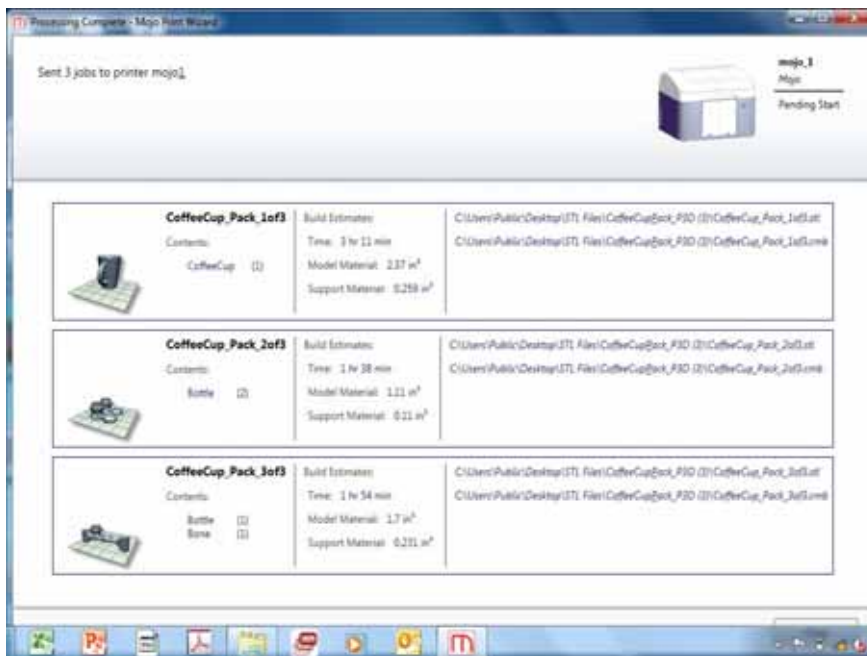 Processing Complete - Mojo Print Wizard
Sent 3 jobs to printer mojo1
mojo_1
Mojo
Pending Start
CoffeeCup_Pack_1of3
Contents:
CoffeeCup (1)
Build Estimates:
Time: 3 hr 11 min
Model Material: 2.37 in³
Support Material: 0.259 in³
C:\Users\Public\Desktop\STL Files\CoffeeCupPack_P3D (3)\CoffeeCup_Pack_1of3.stl
C:\Users\Public\Desktop\STL Files\CoffeeCupPack_P3D (3)\CoffeeCup_Pack_1of3.cmb
CoffeeCup_Pack_2of3
Contents:
Bottle (2)
Build Estimates:
Time: 1 hr 38 min
Model Material: 1.11 in³
Support Material: 0.11 in³
C:\Users\Public\Desktop\STL Files\CoffeeCupPack_P3D (3)\CoffeeCup_Pack_2of3.stl
C:\Users\Public\Desktop\STL Files\CoffeeCupPack_P3D (3)\CoffeeCup_Pack_2of3.cmb
CoffeeCup_Pack_3of3
Contents:
Bottle (1)
Bone (1)
Build Estimates:
Time: 1 hr 54 min
Model Material: 1.7 in³
Support Material: 0.231 in³
C:\Users\Public\Desktop\STL Files\CoffeeCupPack_P3D (3)\CoffeeCup_Pack_3of3.stl
C:\Users\Public\Desktop\STL Files\CoffeeCupPack_P3D (3)\CoffeeCup_Pack_3of3.cmb